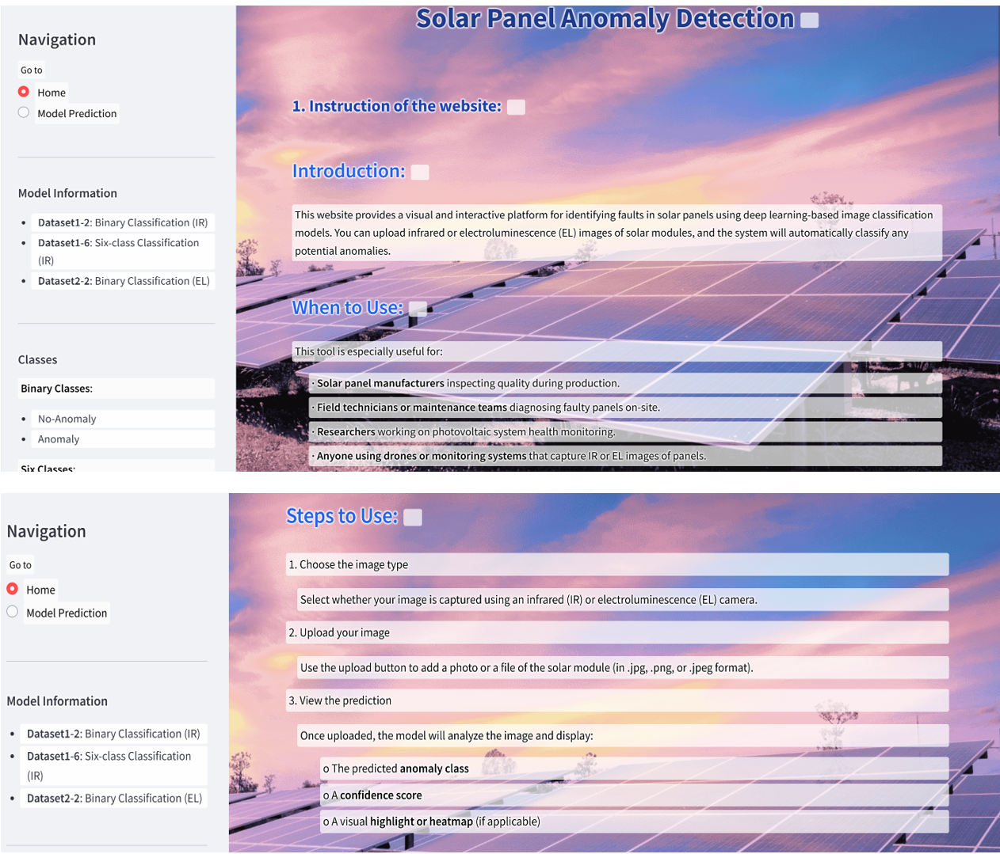 Navigation
Go to
Home
Model Prediction
Model Information
• Dataset1-2: Binary Classification (IR)
• Dataset1-6: Six-class Classification
(IR)
• Dataset2-2: Binary Classification (EL)
Classes
Binary Classes:
• No-Anomaly
• Anomaly
Six Classes:
Solar Panel Anomaly Detection
1. Instruction of the website:
Introduction:
This website provides a visual and interactive platform for identifying faults in solar panels using deep learning-based image classification
models. You can upload infrared or electroluminescence (EL) images of solar modules, and the system will automatically classify any
potential anomalies.
When to Use:
This tool is especially useful for:
· Solar panel manufacturers inspecting quality during production.
· Field technicians or maintenance teams diagnosing faulty panels on-site.
· Researchers working on photovoltaic system health monitoring.
· Anyone using drones or monitoring systems that capture IR or EL images of panels.
Navigation
Go to
Home
Model Prediction
Model Information
• Dataset1-2: Binary Classification (IR)
• Dataset1-6: Six-class Classification
(IR)
• Dataset2-2: Binary Classification (EL)
Steps to Use:
1. Choose the image type
Select whether your image is captured using an infrared (IR) or electroluminescence (EL) camera.
2. Upload your image
Use the upload button to add a photo or a file of the solar module (in .jpg, .png, or .jpeg format).
3. View the prediction
Once uploaded, the model will analyze the image and display:
o The predicted anomaly class
o A confidence score
o A visual highlight or heatmap (if applicable)